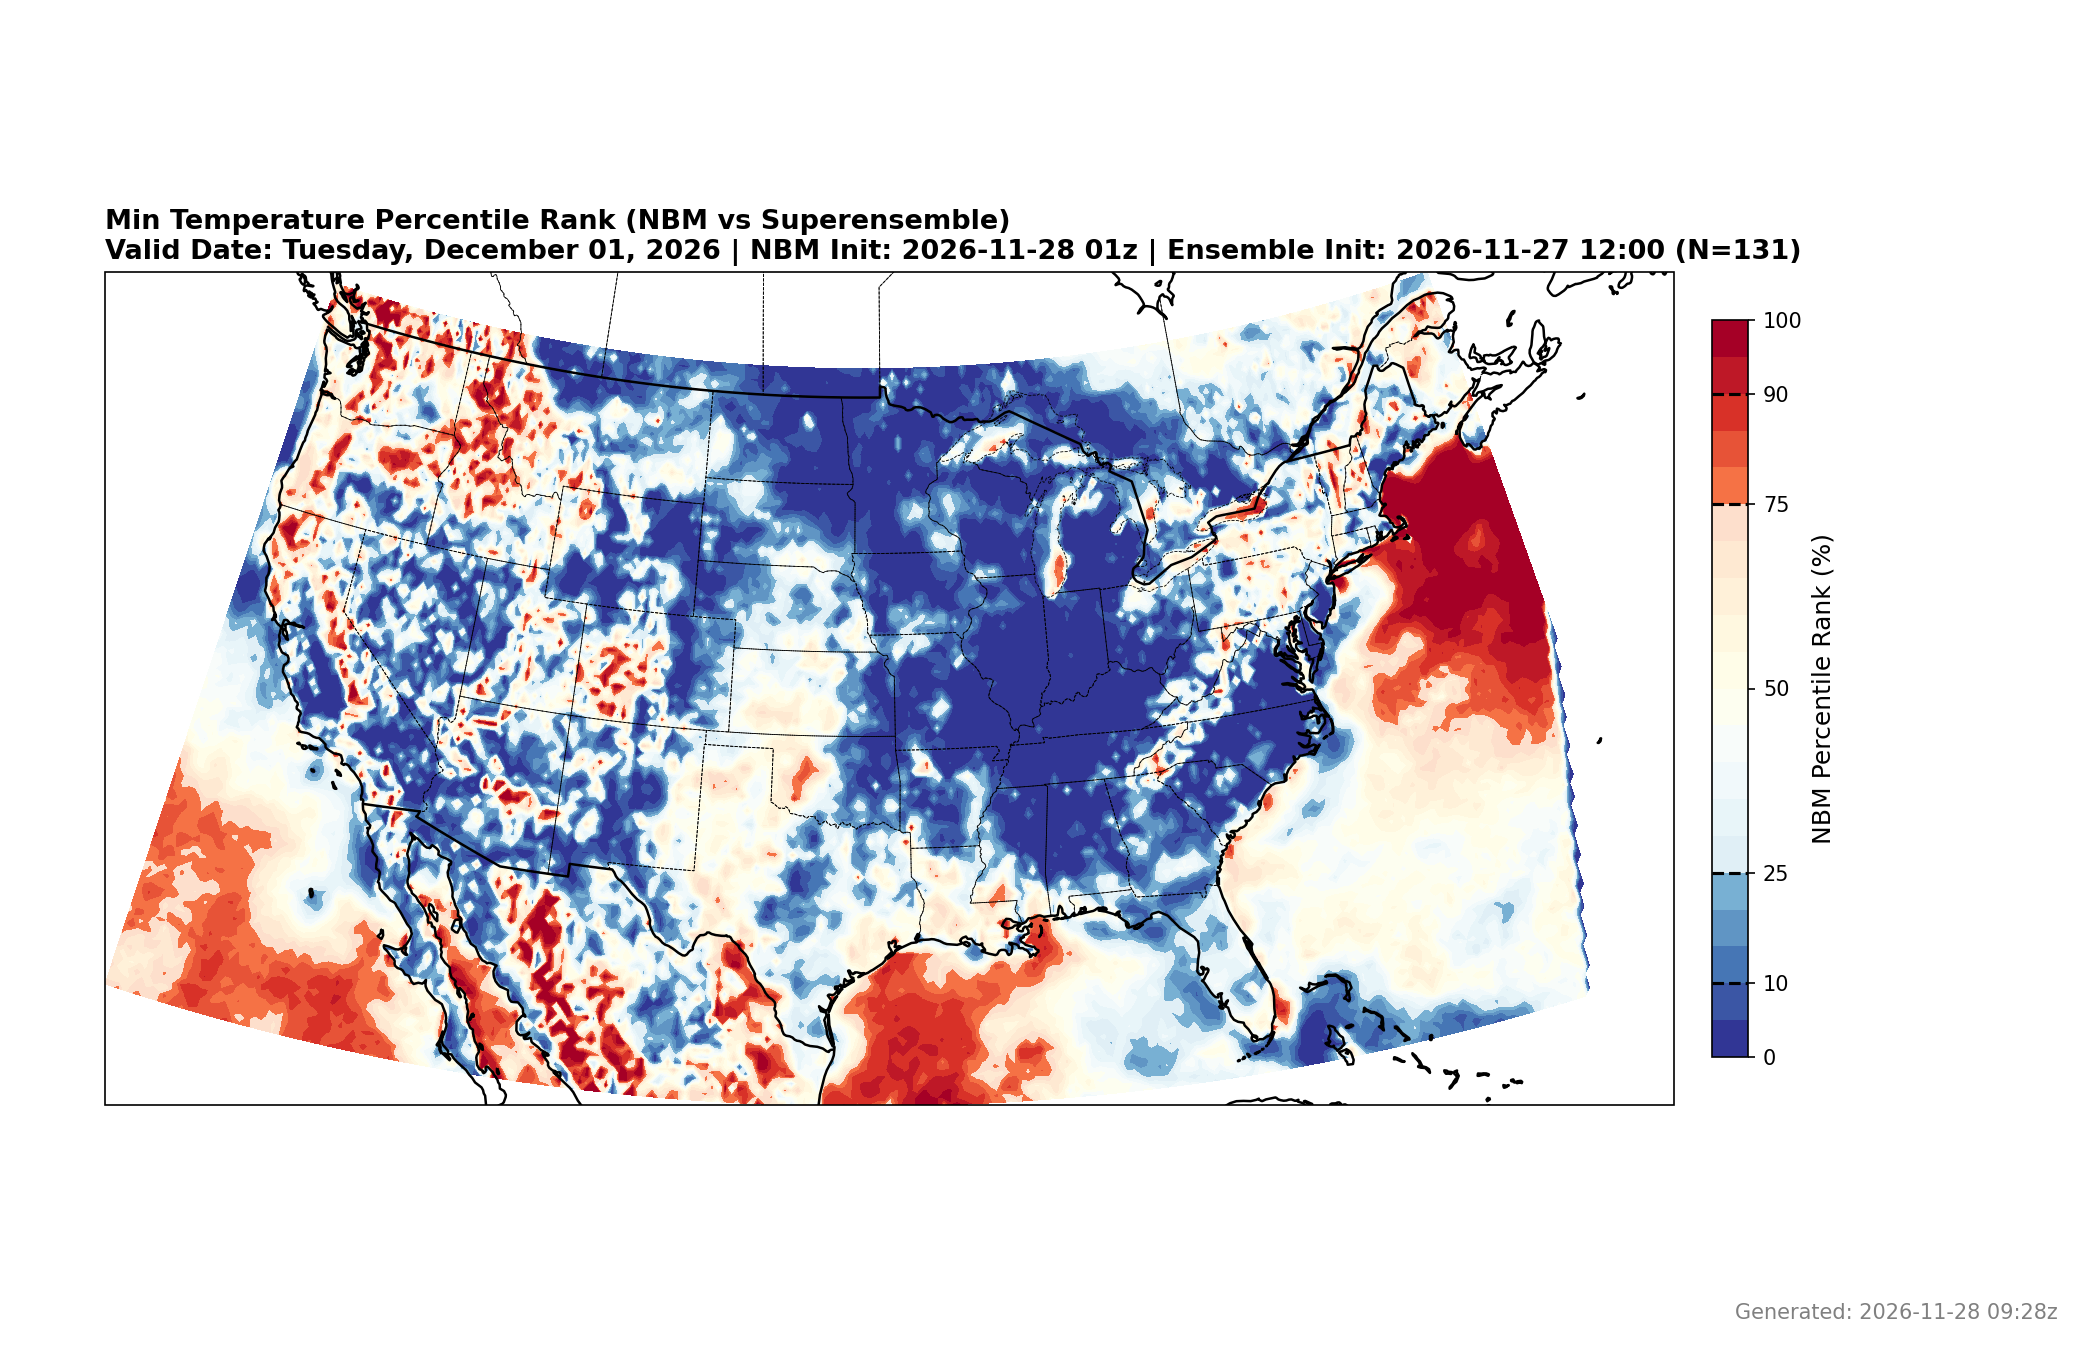 Min Temperature Percentile Rank (NBM vs Superensemble)
Valid Date: Tuesday, December 01, 2026 | NBM Init: 2026-11-28 01z | Ensemble Init: 2026-11-27 12:00 (N=131)
100
90
75
50
25
10
0
NBM Percentile Rank (%)
Generated: 2026-11-28 09:28z